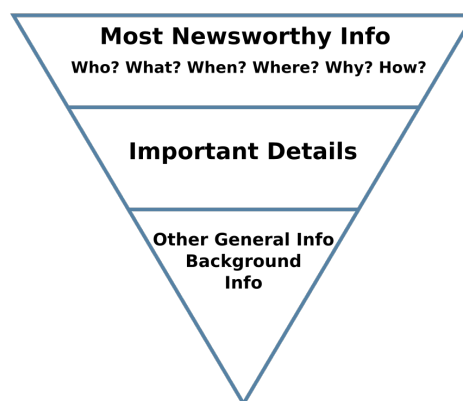 Most Newsworthy Info
Who? What? When? Where? Why? How?
Important Details
Other General Info
Background
Info